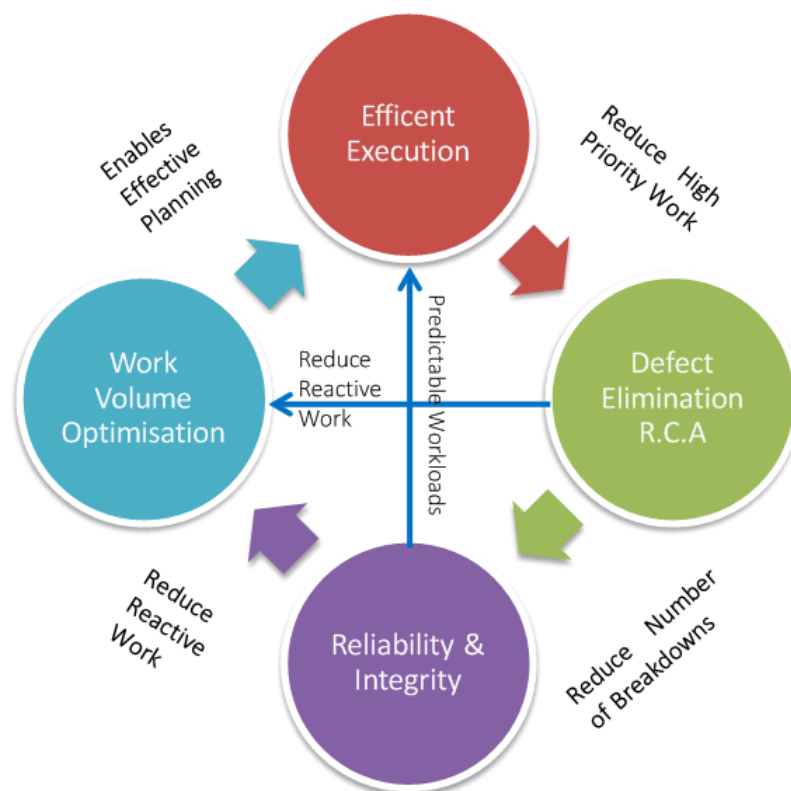 Efficent
Execution
Enables
Effective
Planning
Reduce High
Priority Work
Work
Volume
Optimisation
Reduce
Reactive
Work
Predictable Workloads
Defect
Elimination
R.C.A
Reduce
Reactive
Work
Reliability &
Integrity
Reduce Number
of Breakdowns